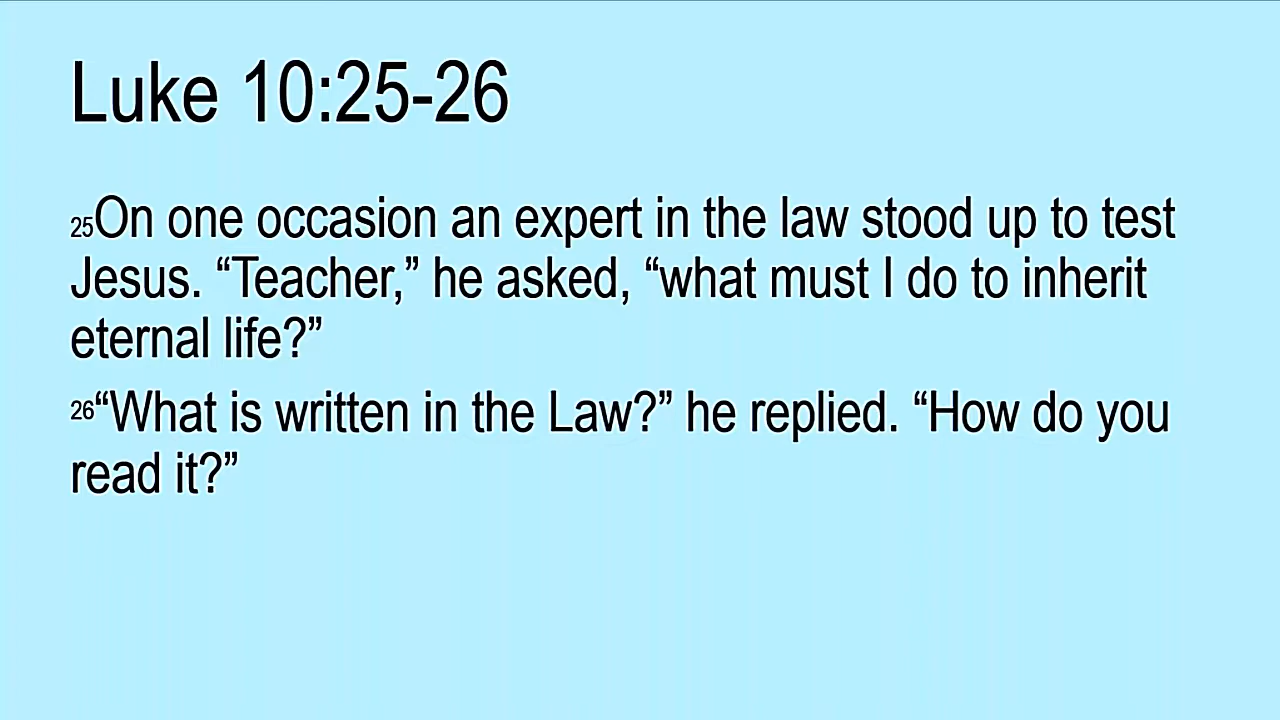 Luke 10:25-26
25On one occasion an expert in the law stood up to test
Jesus. “Teacher,” he asked, “what must I do to inherit
eternal life?”
26“What is written in the Law?” he replied. “How do you
read it?”